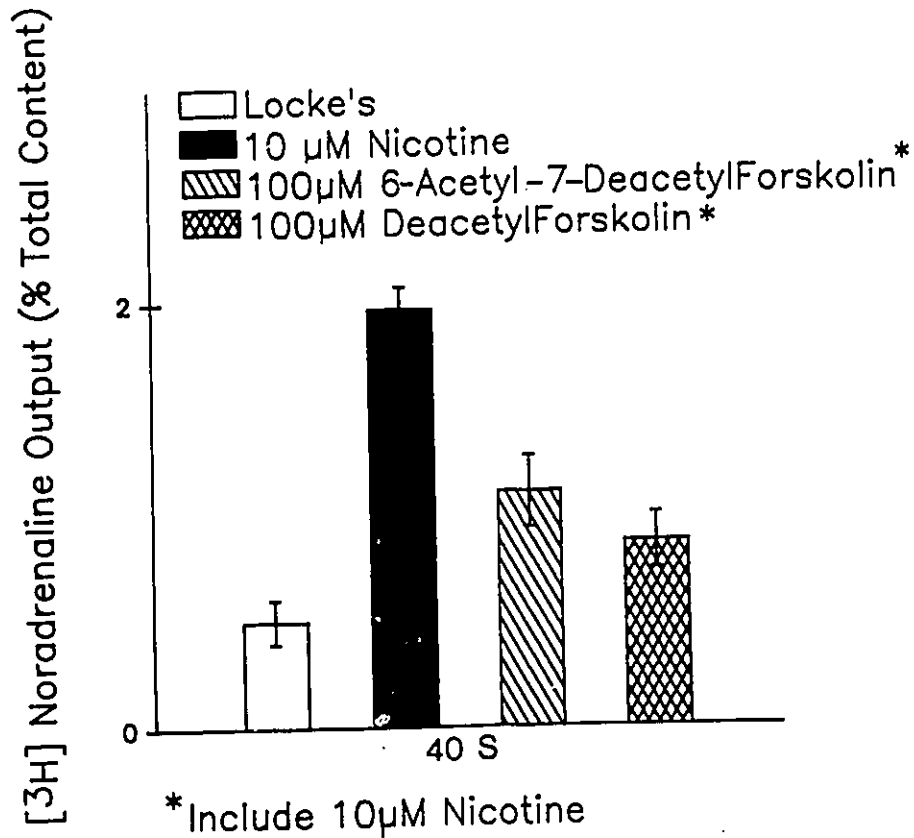 [3H] Noradrenaline Output (% Total Content)
Locke's
10 µM Nicotine
100µM 6-Acetyl-7-DeacetylForskolin*
100µM DeacetylForskolin*
2
0
40 S
*Include 10µM Nicotine